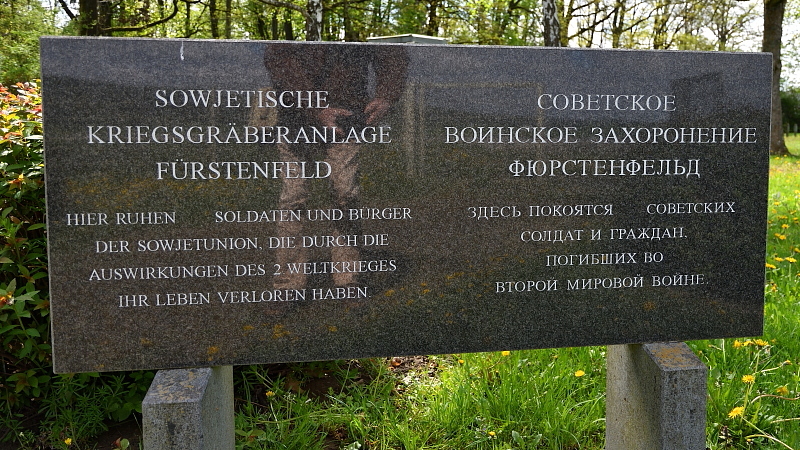 SOWJETISCHE
KRIEGSGRÄBERANLAGE
FÜRSTENFELD
HIER RUHEN SOLDATEN UND BÜRGER
DER SOWJETUNION, DIE DURCH DIE
AUSWIRKUNGEN DES 2 WELTKRIEGES
IHR LEBEN VERLOREN HABEN.
СОВЕТСКОЕ
ВОИНСКОЕ ЗАХОРОНЕНИЕ
ФЮРСТЕНФЕЛЬД
ЗДЕСЬ ПОКОЯТСЯ СОВЕТСКИХ
СОЛДАТ И ГРАЖДАН,
ПОГИБШИХ ВО
ВТОРОЙ МИРОВОЙ ВОЙНЕ.